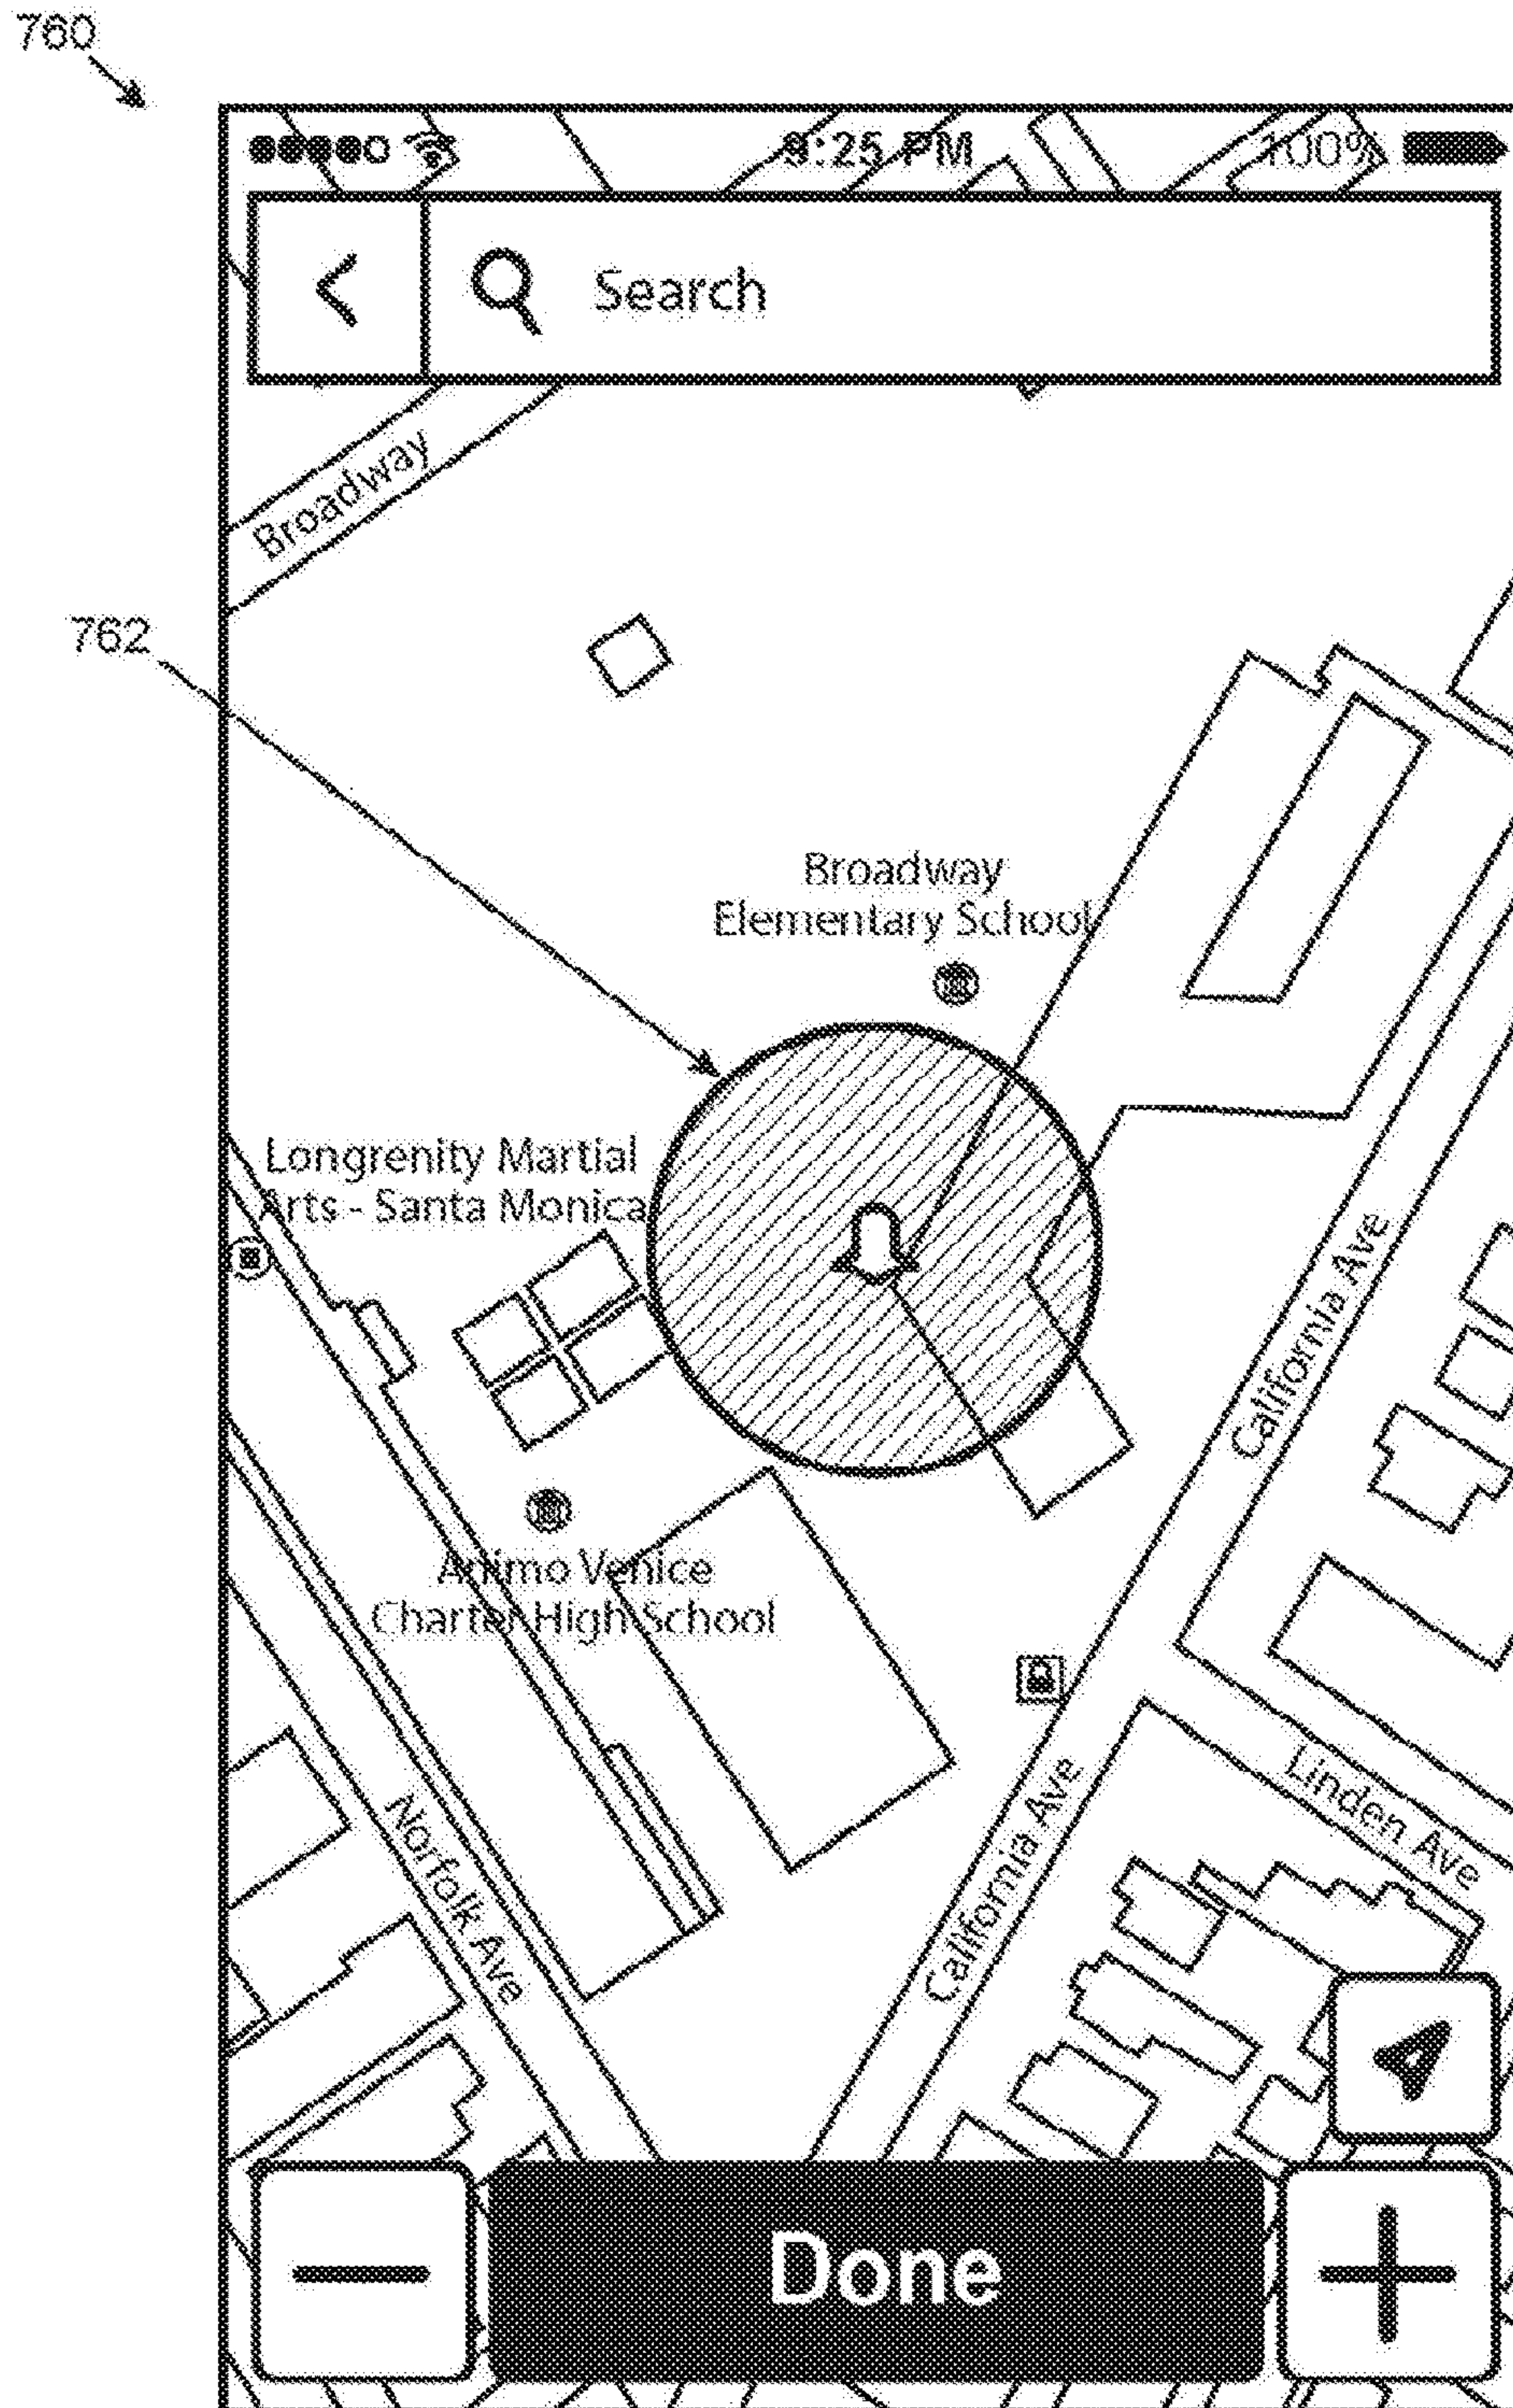 760
9:25 PM
100%
Search
Broadway
762
Broadway
Elementary School
Longrenity Martial
Arts - Santa Monica
California Ave
Anlimo Venice
Charter High School
Linden Ave
California Ave
Norfolk Ave
Done